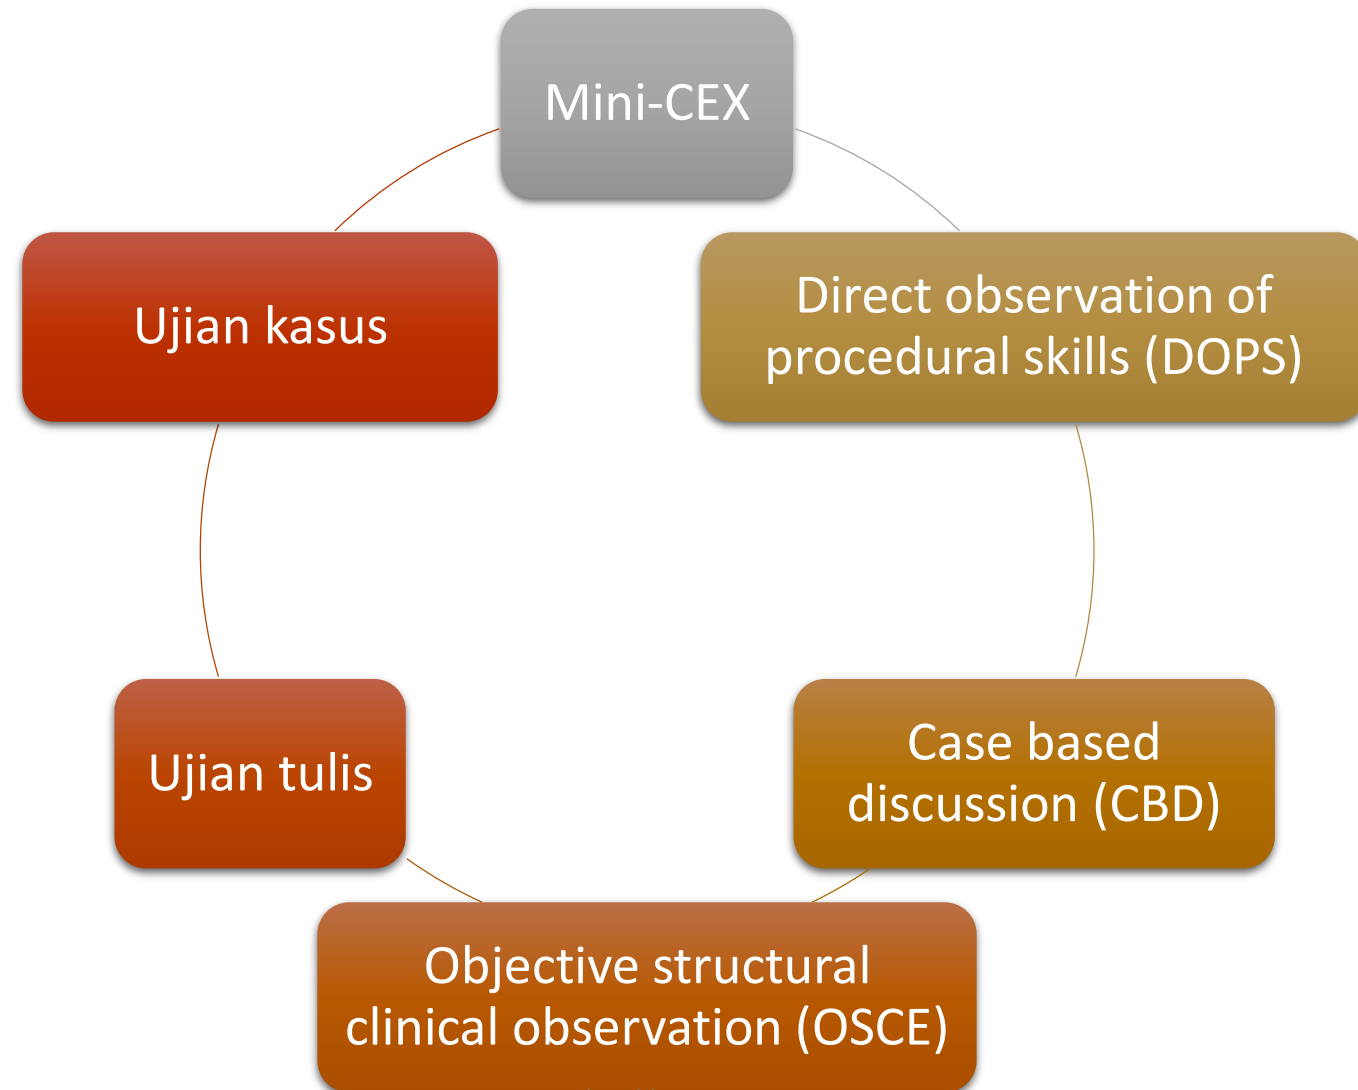 Mini-CEX
Direct observation of
procedural skills (DOPS)
Case based
discussion (CBD)
Objective structural
clinical observation (OSCE)
Ujian tulis
Ujian kasus